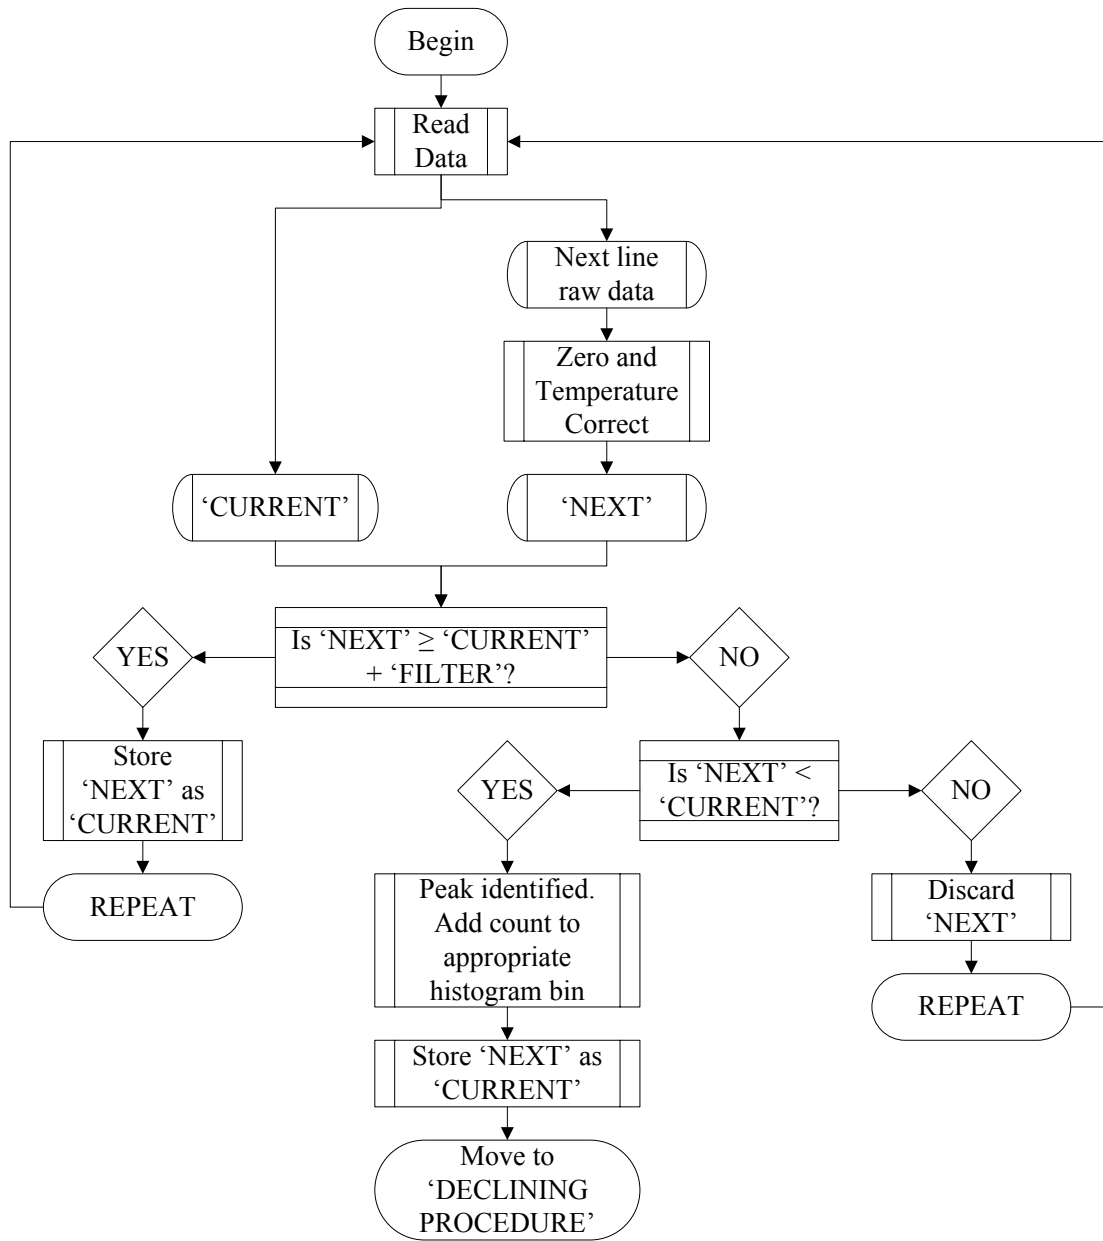 Begin
Read
Data
Next line
raw data
Zero and
Temperature
Correct
‘CURRENT’
‘NEXT’
Is ‘NEXT’ ≥ ‘CURRENT’
+ ‘FILTER’?
YES
NO
Store
‘NEXT’ as
‘CURRENT’
REPEAT
Is ‘NEXT’ <
‘CURRENT’?
YES
NO
Peak identified.
Add count to
appropriate
histogram bin
Discard
‘NEXT’
REPEAT
Store ‘NEXT’ as
‘CURRENT’
Move to
‘DECLINING
PROCEDURE’